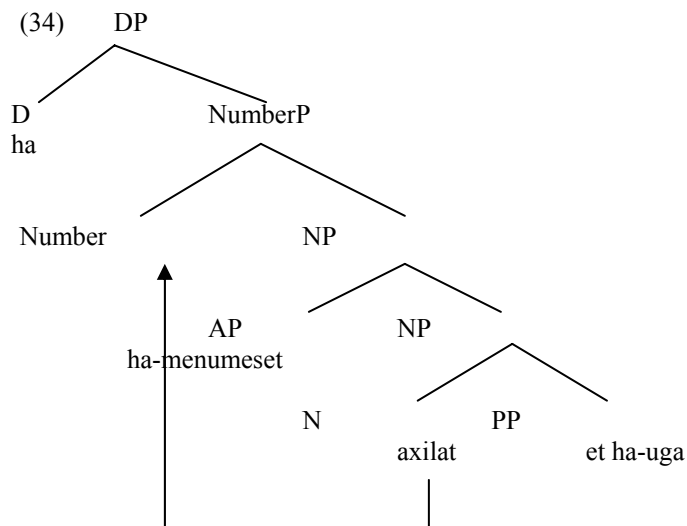 (34) DP
D NumberP
ha
Number NP
AP NP
ha-menumeset
N PP
axilat et ha-uga